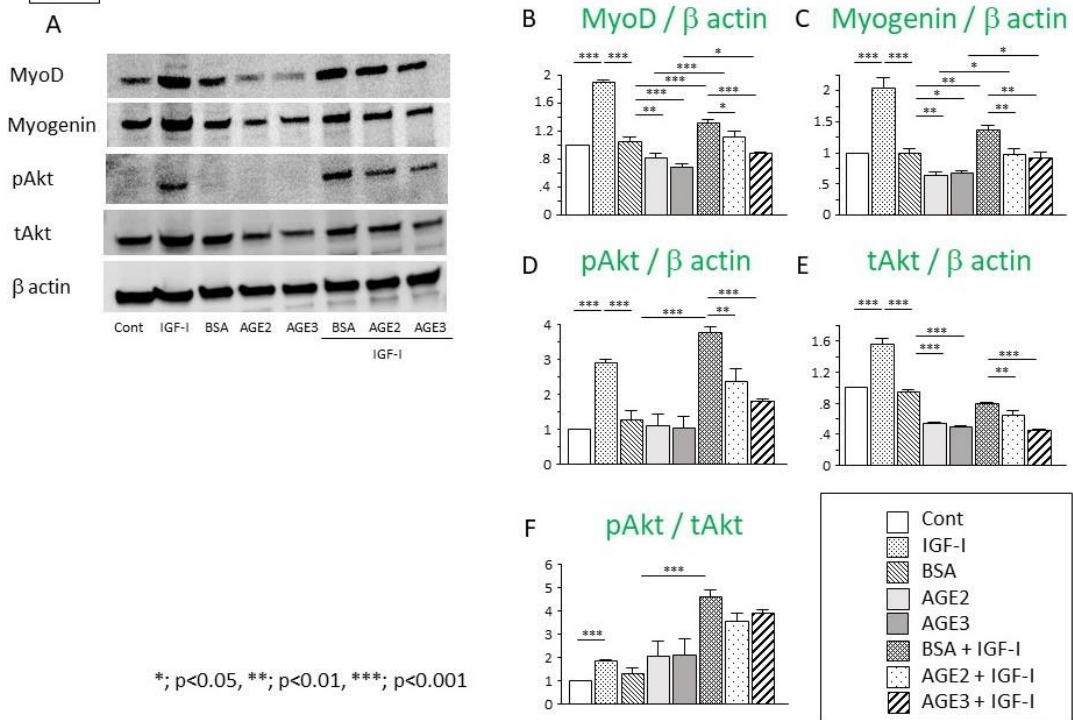 A
MyoD
Myogenin
pAkt
tAkt
β actin
Cont IGF-I BSA AGE2 AGE3 BSA AGE2 AGE3
IGF-I
B MyoD / β actin
*** *** ** *** *** *** * *** *
2
1.6
1.2
.8
.4
0
C Myogenin / β actin
*** *** ** * ** * * ** **
2
1.5
1
.5
0
D pAkt / β actin
*** *** *** *** **
4
3
2
1
0
E tAkt / β actin
*** *** *** *** *** **
1.6
1.2
.8
.4
0
F pAkt / tAkt
*** ***
6
5
4
3
2
1
0
Cont
IGF-I
BSA
AGE2
AGE3
BSA + IGF-I
AGE2 + IGF-I
AGE3 + IGF-I
*; p<0.05, **; p<0.01, ***; p<0.001